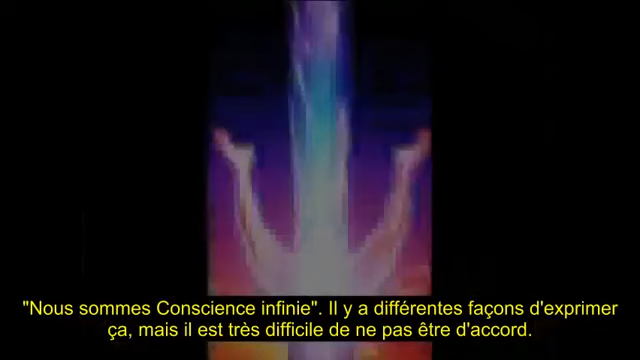 "Nous sommes Conscience infinie". Il y a différentes façons d'exprimer
ça, mais il est très difficile de ne pas être d'accord.